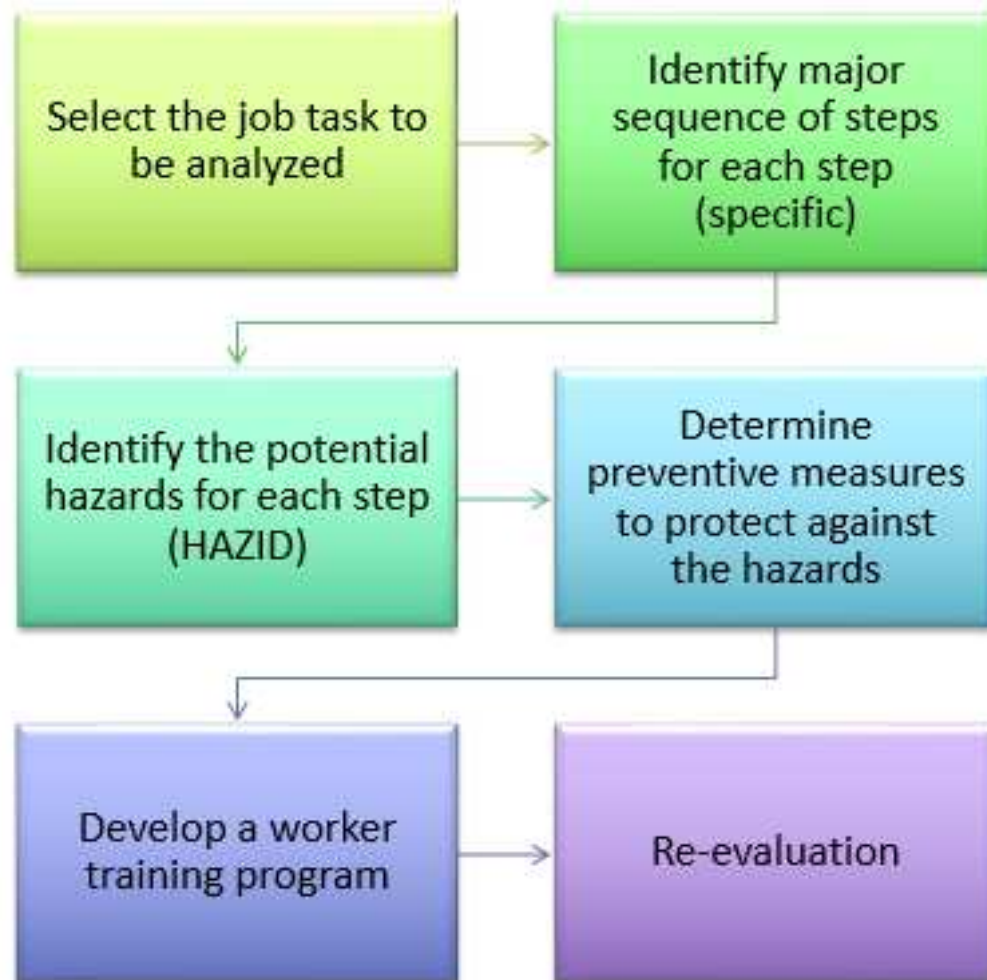 Select the job task to
be analyzed
Identify major
sequence of steps
for each step
(specific)
Identify the potential
hazards for each step
(HAZID)
Determine
preventive measures
to protect against
the hazards
Develop a worker
training program
Re-evaluation